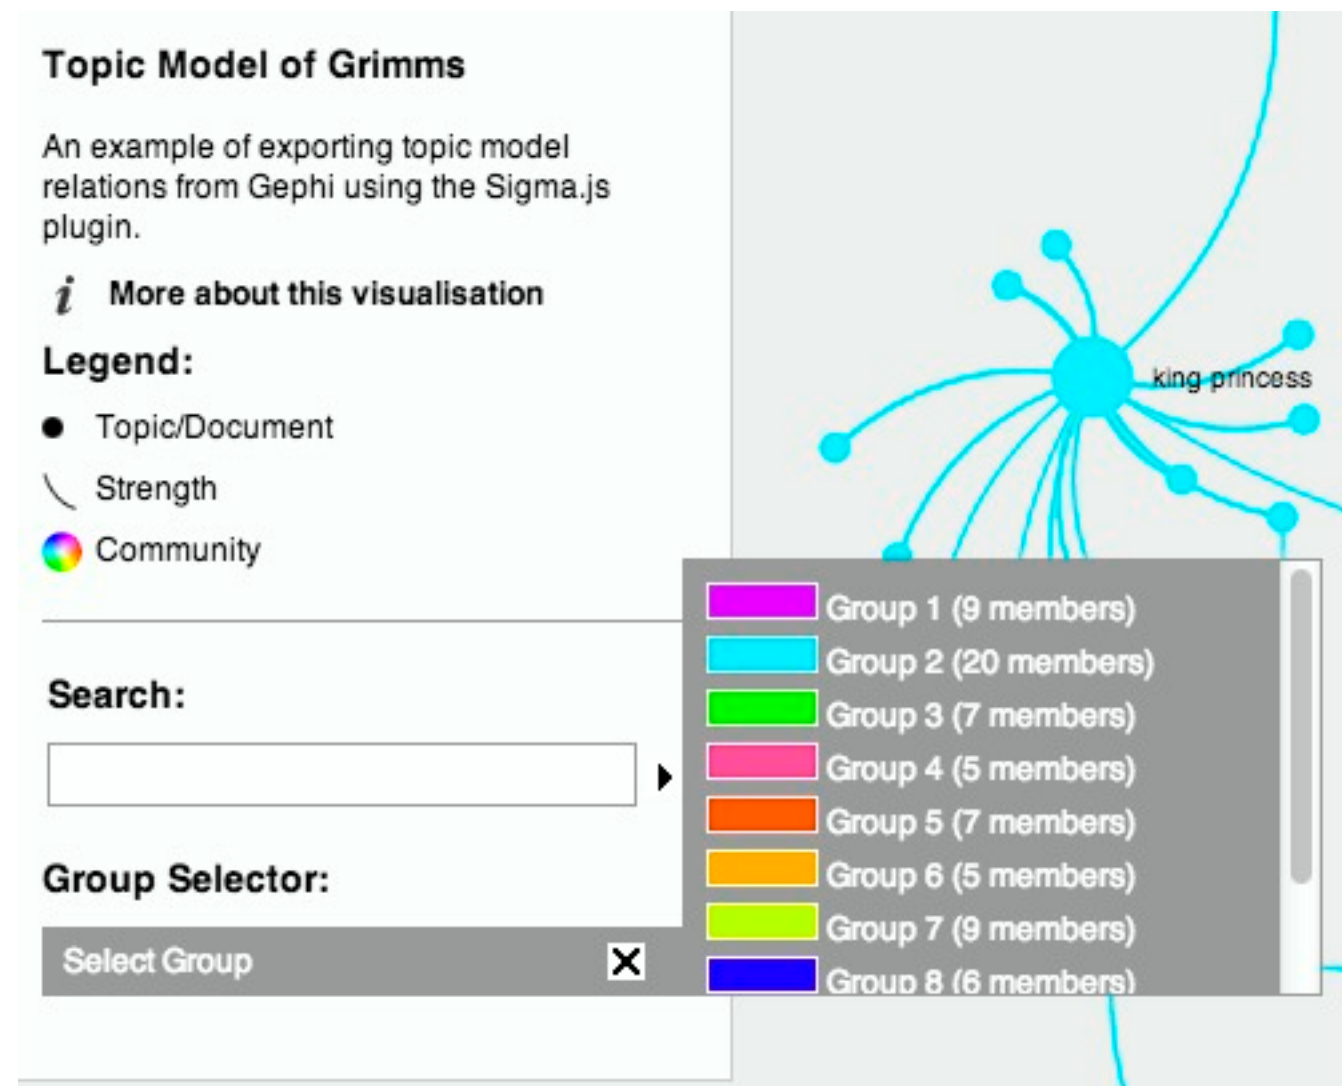 Topic Model of Grimms
An example of exporting topic model
relations from Gephi using the Sigma.js
plugin.
i More about this visualisation
Legend:
Topic/Document
Strength
Community
Search:
Group Selector:
Select Group
king princess
Group 1 (9 members)
Group 2 (20 members)
Group 3 (7 members)
Group 4 (5 members)
Group 5 (7 members)
Group 6 (5 members)
Group 7 (9 members)
Group 8 (6 members)